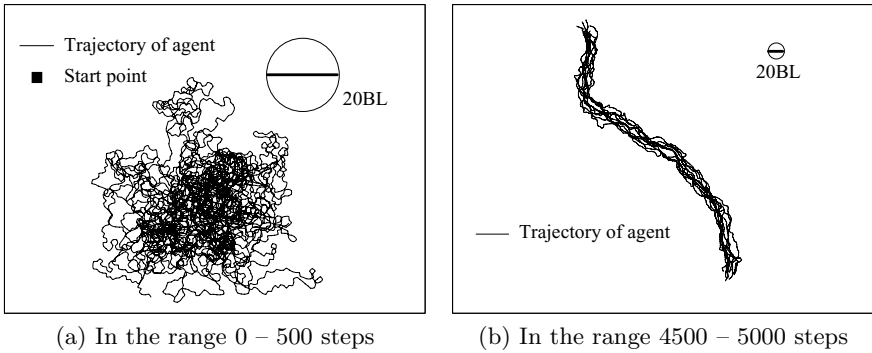 Trajectory of agent
Start point
20BL
(a) In the range 0 – 500 steps
20BL
Trajectory of agent
(b) In the range 4500 – 5000 steps